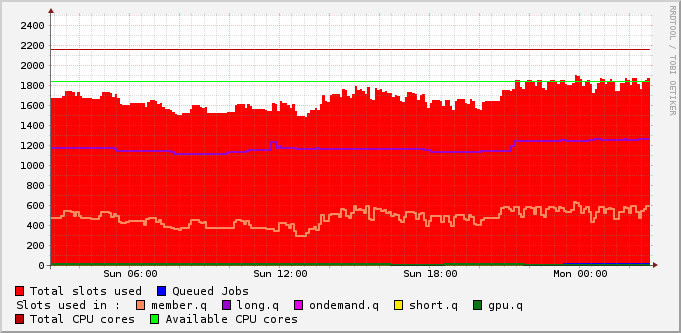 RRDTOOL / TOBI OETIKER
2400
2200
2000
1800
1600
1400
1200
1000
800
600
400
200
0
Sun 06:00 Sun 12:00 Sun 18:00 Mon 00:00
Total slots used Queued Jobs
Slots used in : member.q long.q ondemand.q short.q gpu.q
Total CPU cores Available CPU cores